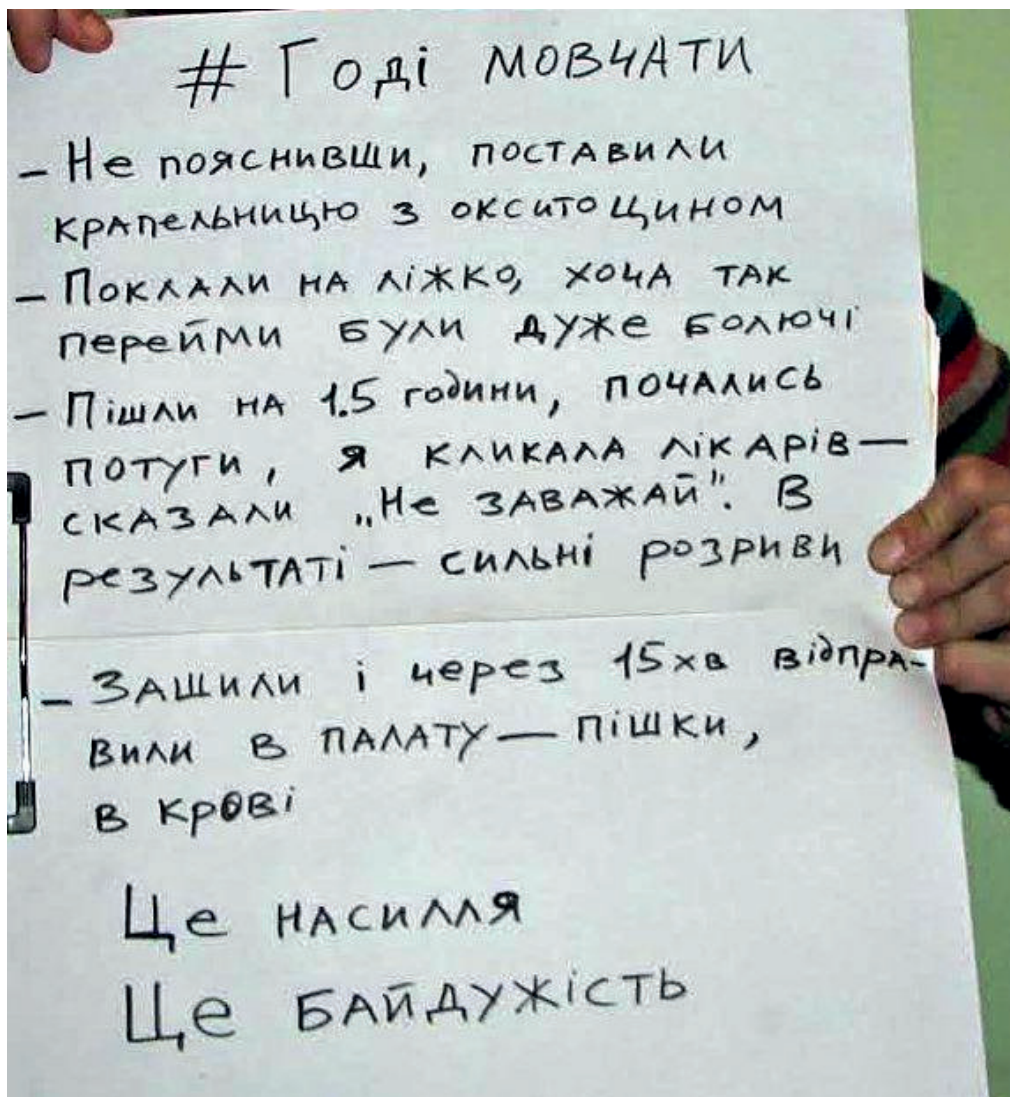 # Годі мовчати
- Не пояснивши, поставили
крапельницю з окситоцином
- Поклали на ліжко, хоча так
перейми були дуже болючі
- Пішли на 1.5 години, почались
потуги, я кликала лікарів —
сказали „Не заважай". В
результаті — сильні розриви
- Зашили і через 15хв відпра-
вили в палату — пішки,
в крові
Це насилля
Це байдужість